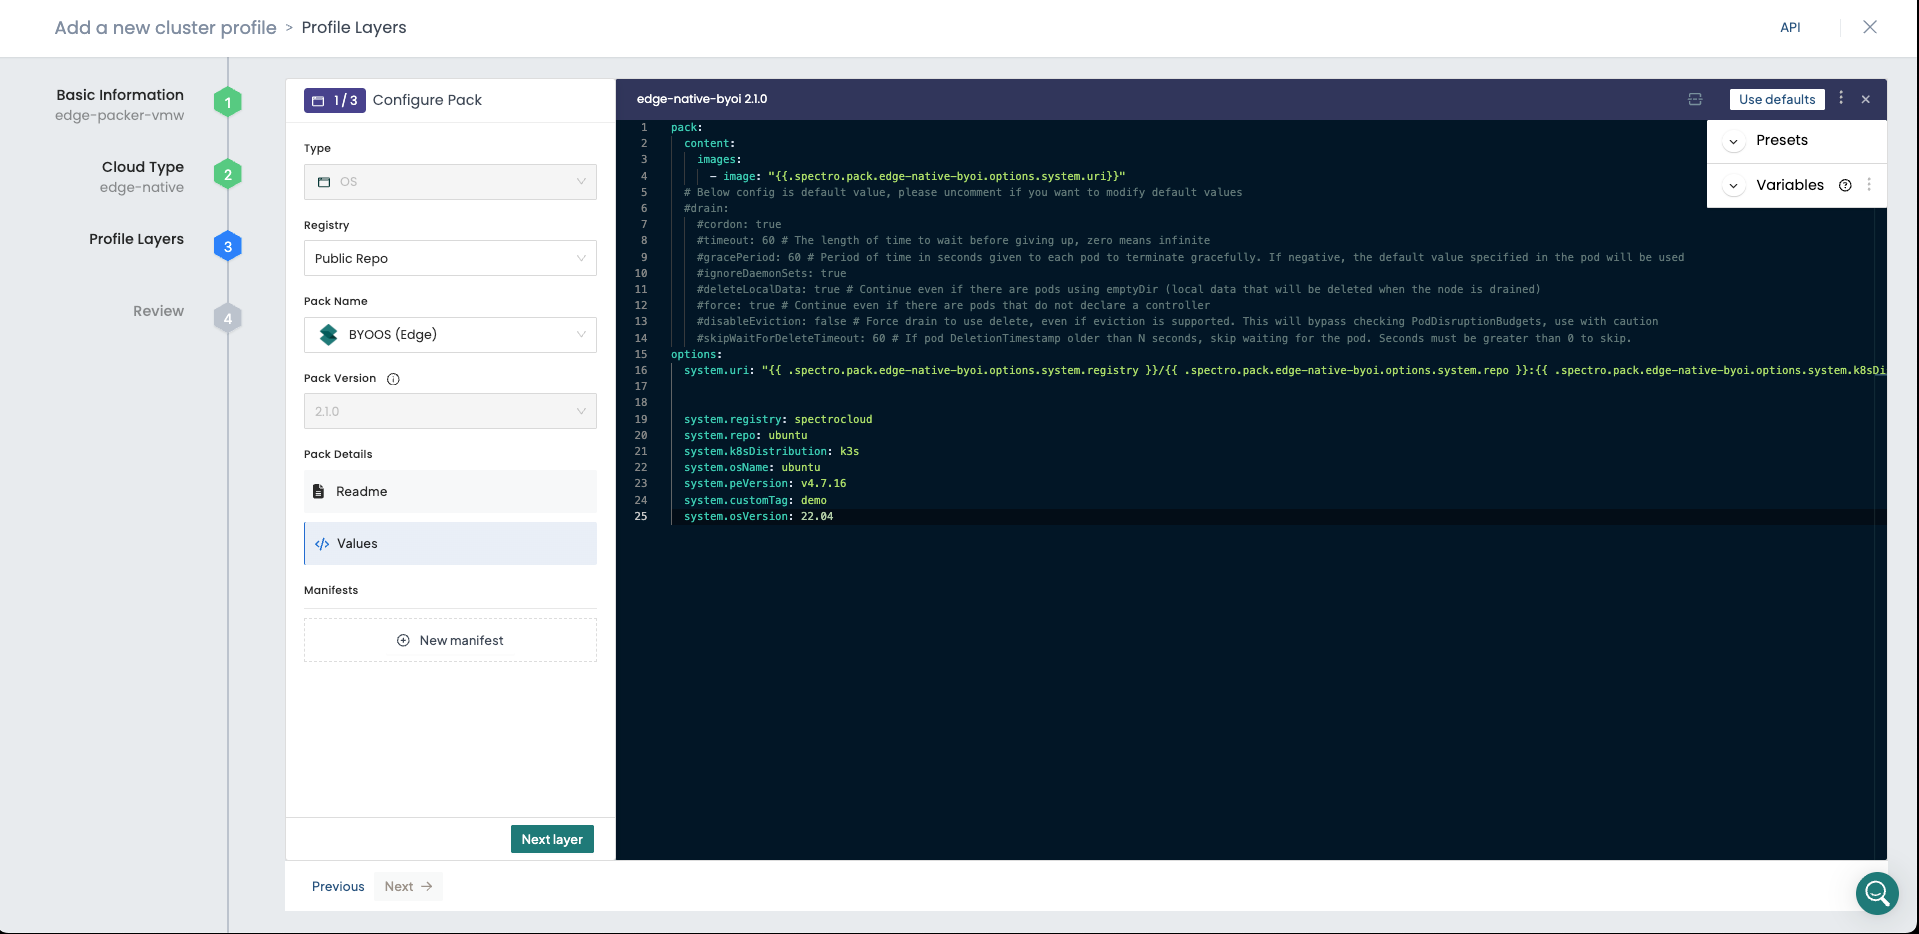 Add a new cluster profile > Profile Layers
API
Basic Information
edge-packer-vmw
1
Cloud Type
edge-native
2
Profile Layers
3
Review
4
1 / 3 Configure Pack
Type
OS
Registry
Public Repo
Pack Name
BYOOS (Edge)
Pack Version
2.1.0
Pack Details
Readme
</> Values
Manifests
New manifest
Next layer
Previous
Next →
edge-native-byoi 2.1.0
Use defaults
Presets
Variables
1 pack:
2 content:
3 images:
4 - image: "{{.spectro.pack.edge-native-byoi.options.system.uri}}"
5 # Below config is default value, please uncomment if you want to modify default values
6 #drain:
7 #cordon: true
8 #timeout: 60 # The length of time to wait before giving up, zero means infinite
9 #gracePeriod: 60 # Period of time in seconds given to each pod to terminate gracefully. If negative, the default value specified in the pod will be used
10 #ignoreDaemonSets: true
11 #deleteLocalData: true # Continue even if there are pods using emptyDir (local data that will be deleted when the node is drained)
12 #force: true # Continue even if there are pods that do not declare a controller
13 #disableEviction: false # Force drain to use delete, even if eviction is supported. This will bypass checking PodDisruptionBudgets, use with caution
14 #skipWaitForDeleteTimeout: 60 # If pod DeletionTimestamp older than N seconds, skip waiting for the pod. Seconds must be greater than 0 to skip.
15 options:
16 system.uri: "{{ .spectro.pack.edge-native-byoi.options.system.registry }}/{{ .spectro.pack.edge-native-byoi.options.system.repo }}:{{ .spectro.pack.edge-native-byoi.options.system.k8sDi
17
18
19 system.registry: spectrocloud
20 system.repo: ubuntu
21 system.k8sDistribution: k3s
22 system.osName: ubuntu
23 system.peVersion: v4.7.16
24 system.customTag: demo
25 system.osVersion: 22.04